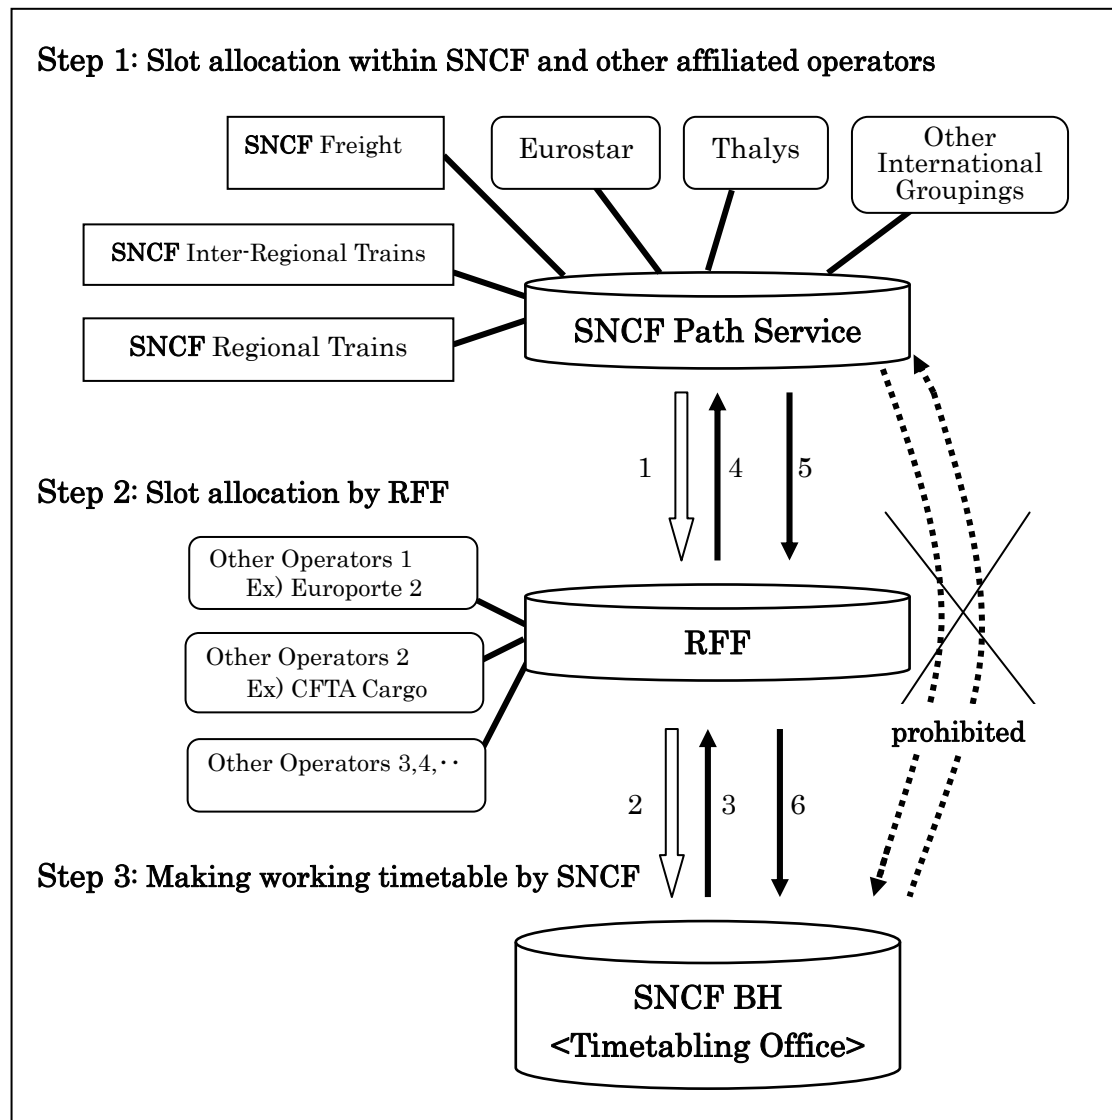 Step 1: Slot allocation within SNCF and other affiliated operators
SNCF Freight
Eurostar
Thalys
Other
International
Groupings
SNCF Inter-Regional Trains
SNCF Regional Trains
SNCF Path Service
1
4
5
Step 2: Slot allocation by RFF
Other Operators 1
Ex) Europorte 2
Other Operators 2
Ex) CFTA Cargo
Other Operators 3,4,··
RFF
prohibited
2
3
6
Step 3: Making working timetable by SNCF
SNCF BH
<Timetabling Office>